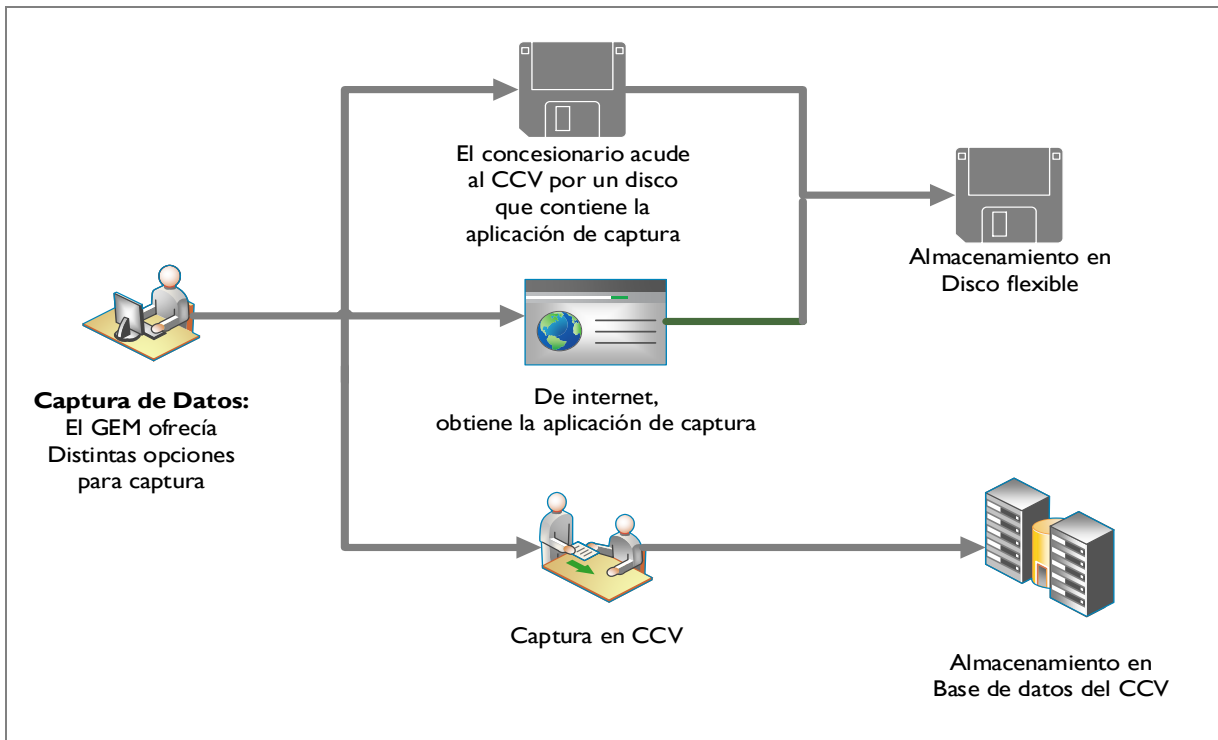 El concesionario acude
al CCV por un disco
que contiene la
aplicación de captura
Almacenamiento en
Disco flexible
Captura de Datos:
El GEM ofrecía
Distintas opciones
para captura
De internet,
obtiene la aplicación de captura
Captura en CCV
Almacenamiento en
Base de datos del CCV